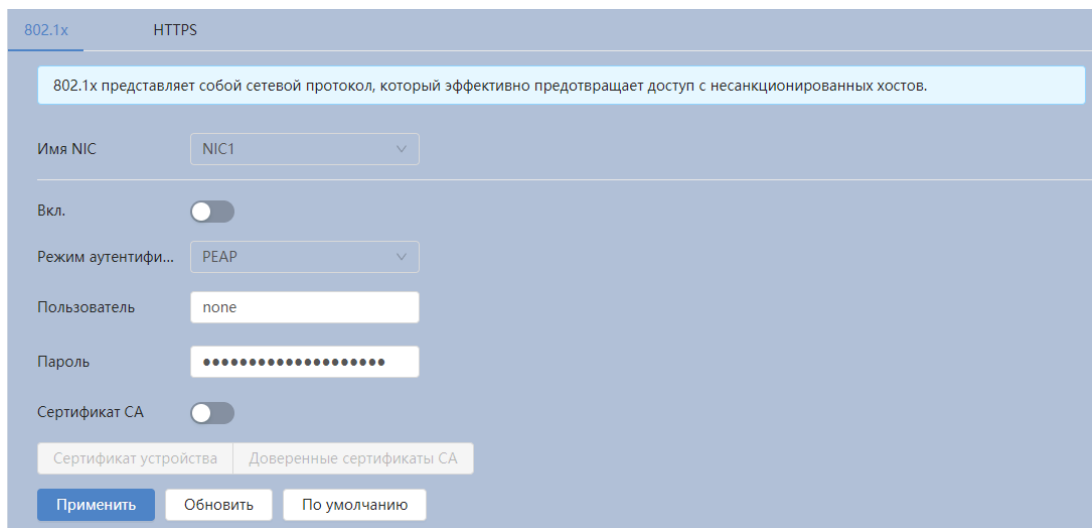 802.1x HTTPS
802.1x представляет собой сетевой протокол, который эффективно предотвращает доступ с несанкционированных хостов.
Имя NIC NIC1
Вкл.
Режим аутентифи... PEAP
Пользователь none
Пароль ••••••••••••••••••••
Сертификат CA
Сертификат устройства Доверенные сертификаты CA
Применить Обновить По умолчанию